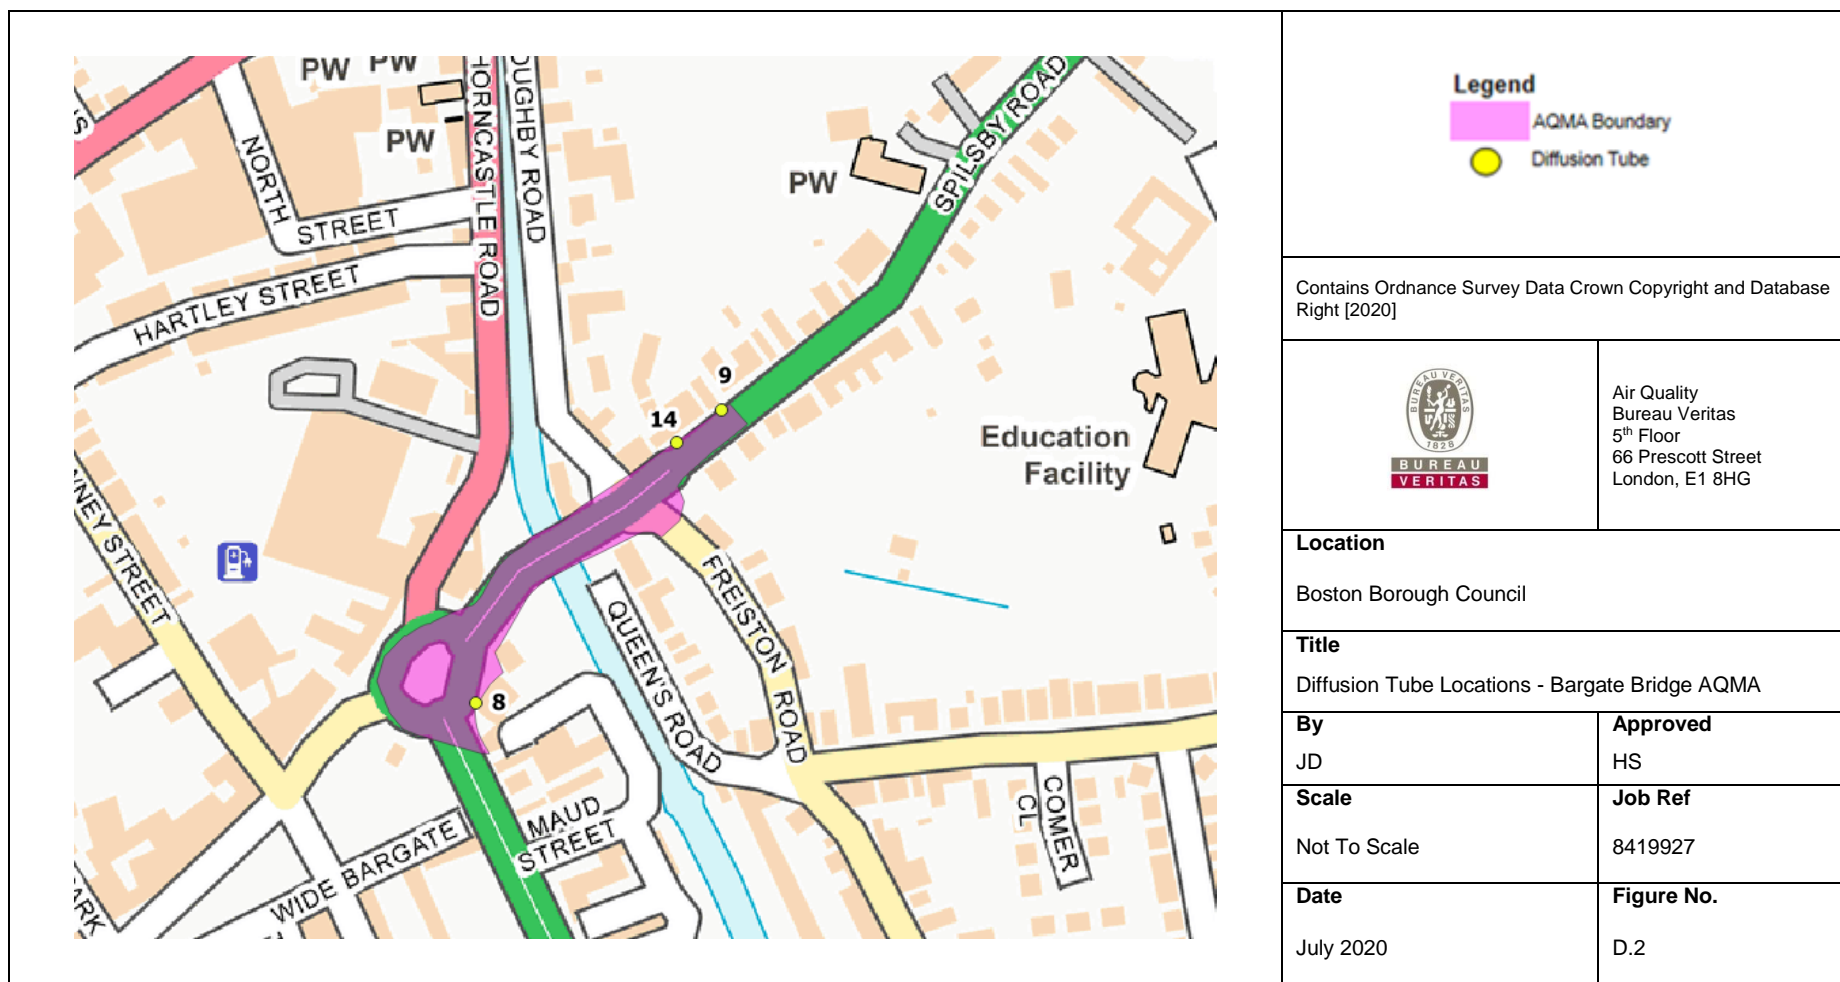 PW PW
PW
HORNCASTLE ROAD
OUGHBY ROAD
SPILSBY ROAD
NORTH
STREET
PW
HARTLEY STREET
9
14
Education
Facility
NEY STREET
FREISTON ROAD
QUEEN'S ROAD
8
MAUD
STREET
COMER
CL
WIDE BARGATE
ARK
Legend
AQMA Boundary
Diffusion Tube
Contains Ordnance Survey Data Crown Copyright and Database
Right [2020]
BUREAU VERITAS
1828
BUREAU
VERITAS
Air Quality
Bureau Veritas
5th Floor
66 Prescott Street
London, E1 8HG
Location
Boston Borough Council
Title
Diffusion Tube Locations - Bargate Bridge AQMA
By
JD
Approved
HS
Scale
Not To Scale
Job Ref
8419927
Date
July 2020
Figure No.
D.2